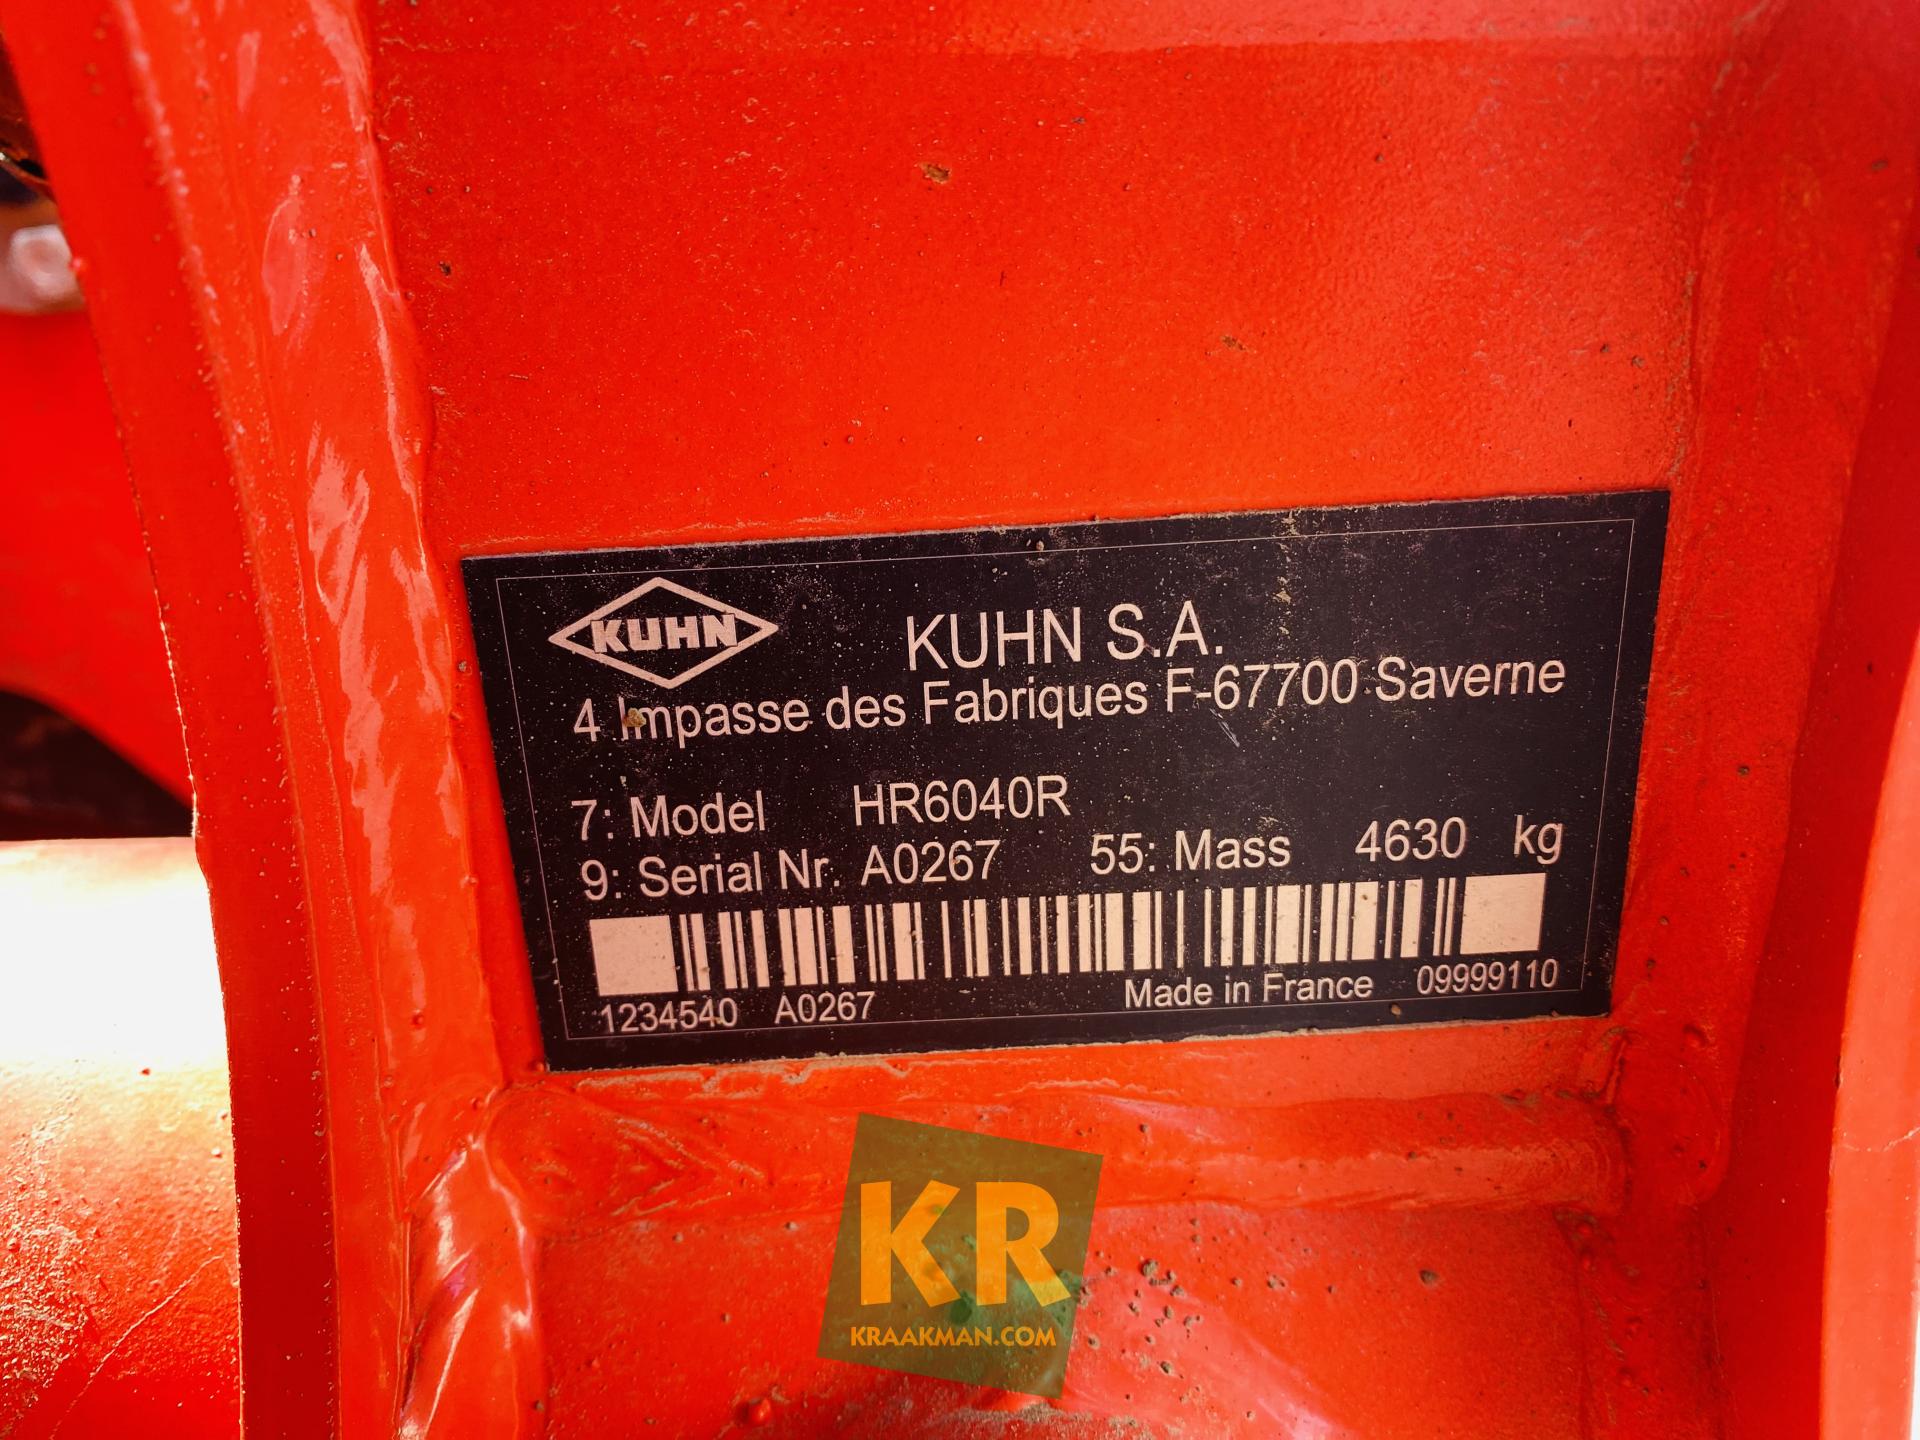 KUHN
KUHN S.A.
4 Impasse des Fabriques F-67700 Saverne
7: Model HR6040R
9: Serial Nr. A0267 55: Mass 4630 kg
1234540 A0267 Made in France 09999110
KR
KRAAKMAN.COM